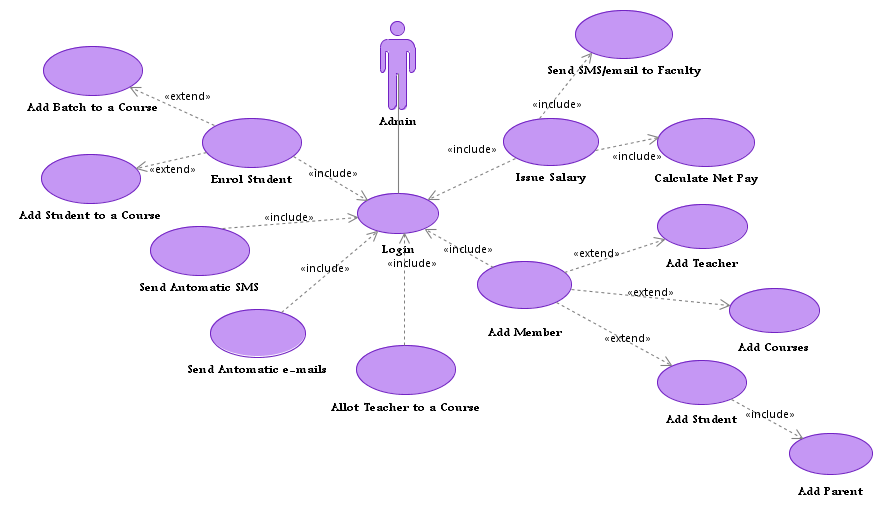 Send SMS/email to Faculty
«extend»
Add Batch to a Course
«include»
Admin
Enrol Student
«include»
Issue Salary
«include»
Calculate Net Pay
«extend»
Add Student to a Course
«include»
«include»
Login
«include»
«include»
«extend»
Add Teacher
Send Automatic SMS
«include»
Add Member
«extend»
Add Courses
Send Automatic e-mails
«extend»
Allot Teacher to a Course
Add Student
«include»
Add Parent